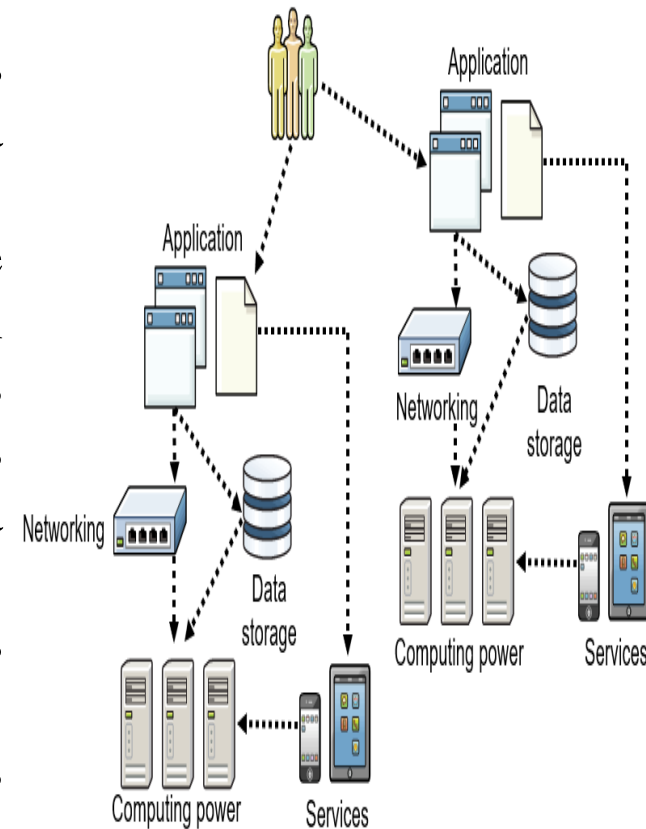 Application
Application
Networking
Data
storage
Networking
Data
storage
Computing power
Services
Computing power
Services